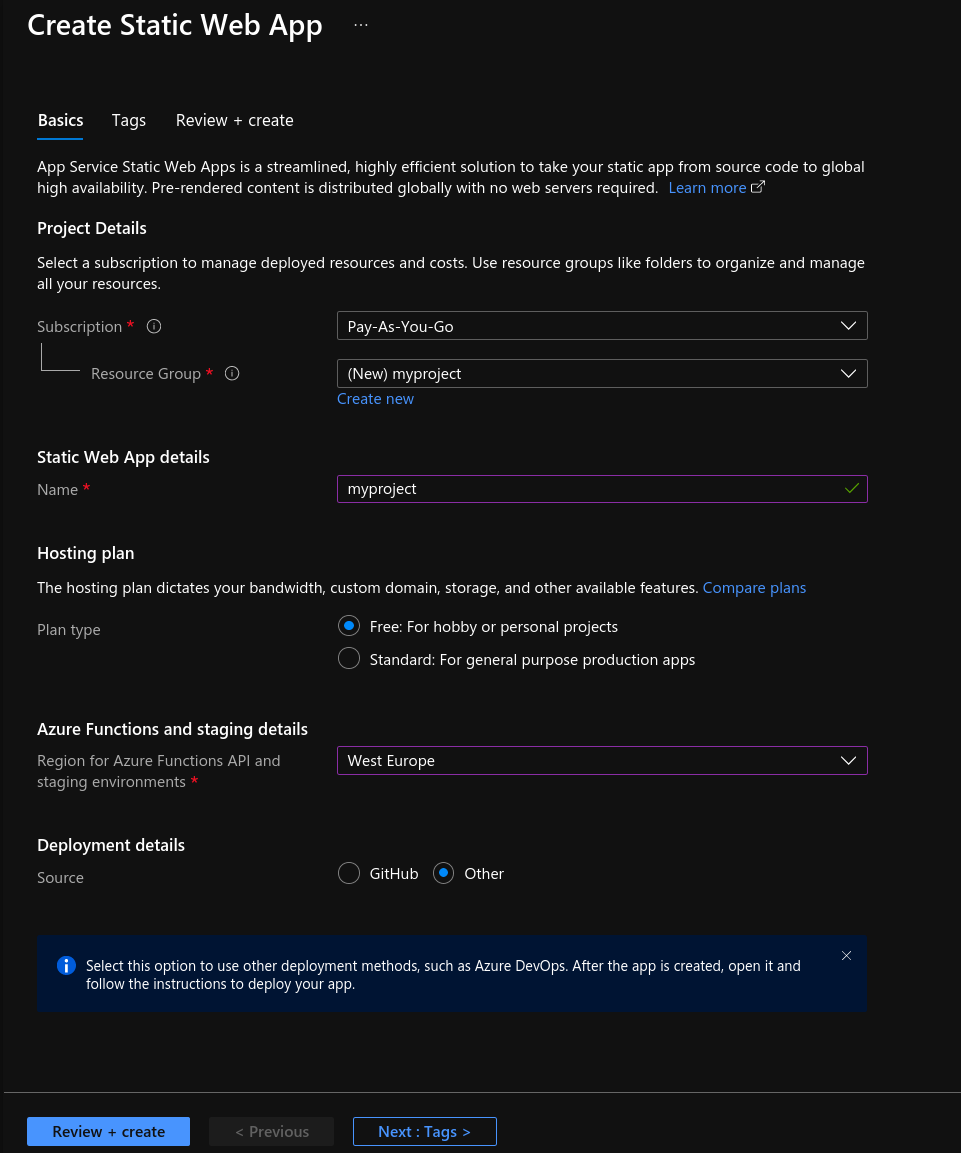 Create Static Web App ...
Basics Tags Review + create
App Service Static Web Apps is a streamlined, highly efficient solution to take your static app from source code to global
high availability. Pre-rendered content is distributed globally with no web servers required. Learn more
Project Details
Select a subscription to manage deployed resources and costs. Use resource groups like folders to organize and manage
all your resources.
Subscription *
Pay-As-You-Go
Resource Group *
(New) myproject
Create new
Static Web App details
Name *
myproject
Hosting plan
The hosting plan dictates your bandwidth, custom domain, storage, and other available features. Compare plans
Plan type
Free: For hobby or personal projects
Standard: For general purpose production apps
Azure Functions and staging details
Region for Azure Functions API and
staging environments *
West Europe
Deployment details
Source
GitHub Other
Select this option to use other deployment methods, such as Azure DevOps. After the app is created, open it and
follow the instructions to deploy your app.
Review + create < Previous Next : Tags >